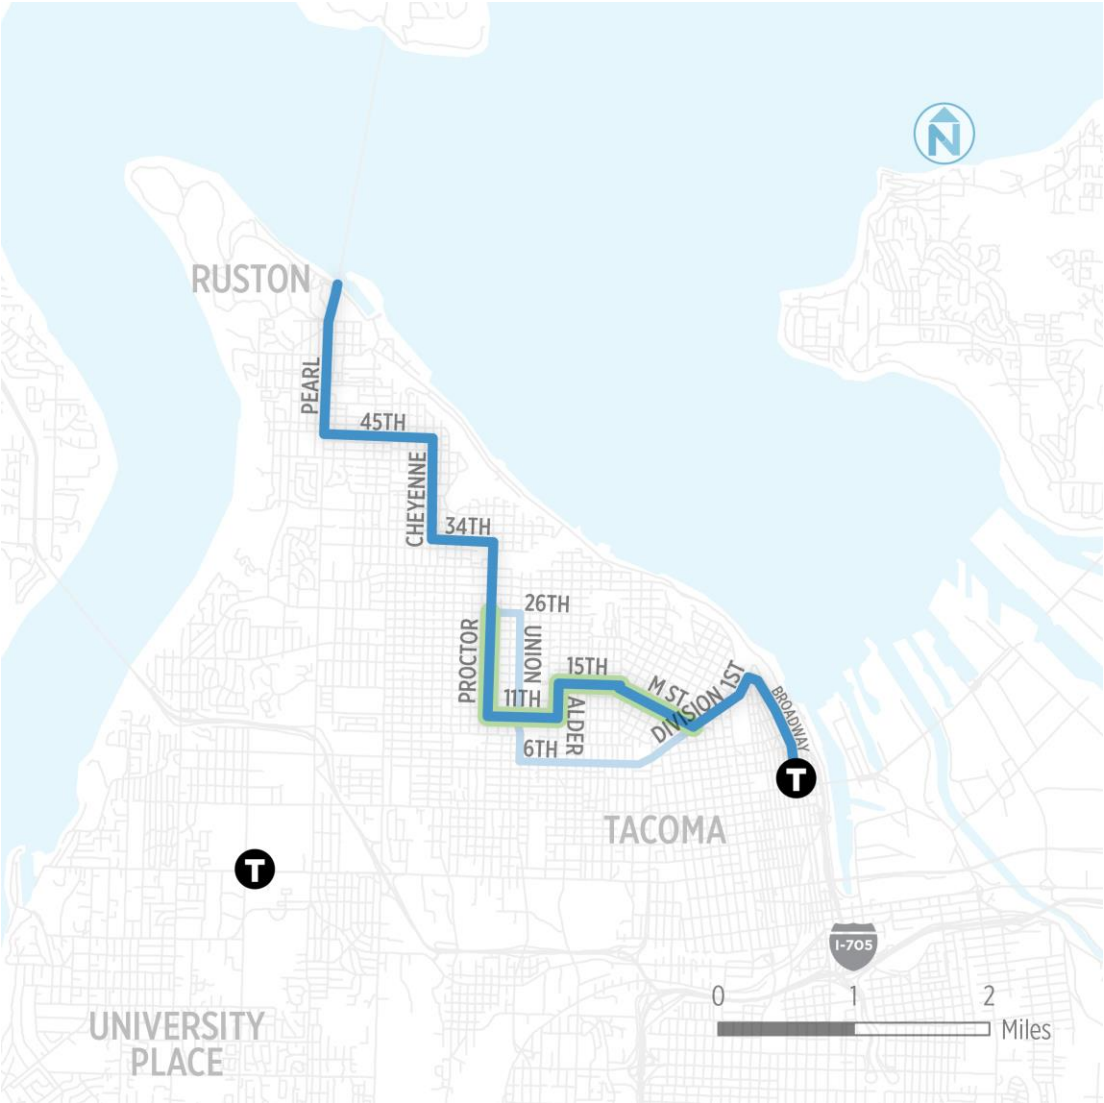 N
RUSTON
PEARL
45TH
CHEYENNE
34TH
26TH
PROCTOR
UNION
15TH
11TH
M ST
DIVISION 1ST
BROADWAY
ALDER
6TH
T
TACOMA
T
I-705
0 1 2
Miles
UNIVERSITY
PLACE